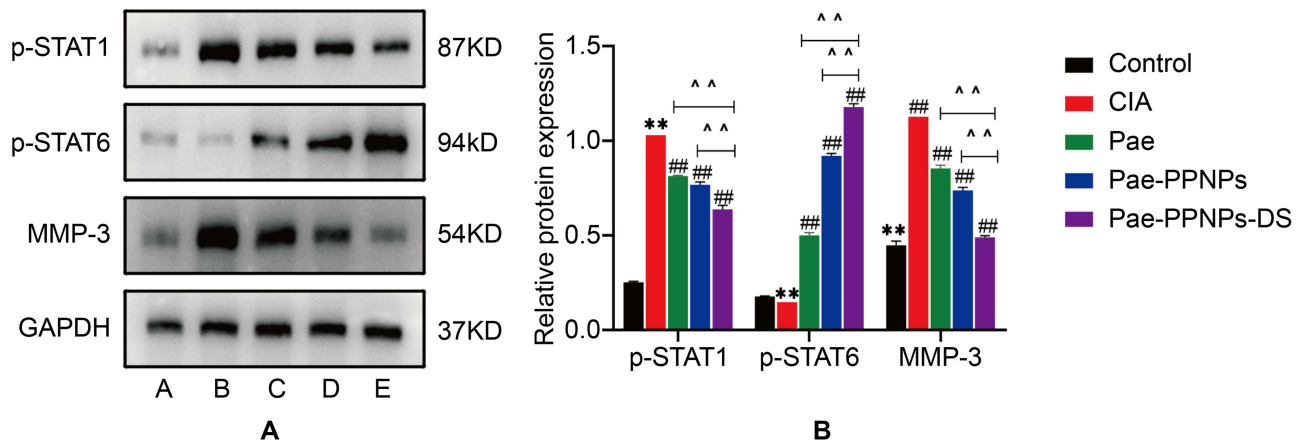 p-STAT1
87KD
p-STAT6
94kD
MMP-3
54KD
GAPDH
37KD
A B C D E
A
Relative protein expression
1.5
1.0
0.5
0.0
^ ^
^ ^
** ## ## ##
^ ^
^ ^
** ## ## ##
^ ^
^ ^
** ## ## ## ##
p-STAT1 p-STAT6 MMP-3
B
Control
CIA
Pae
Pae-PPNPs
Pae-PPNPs-DS